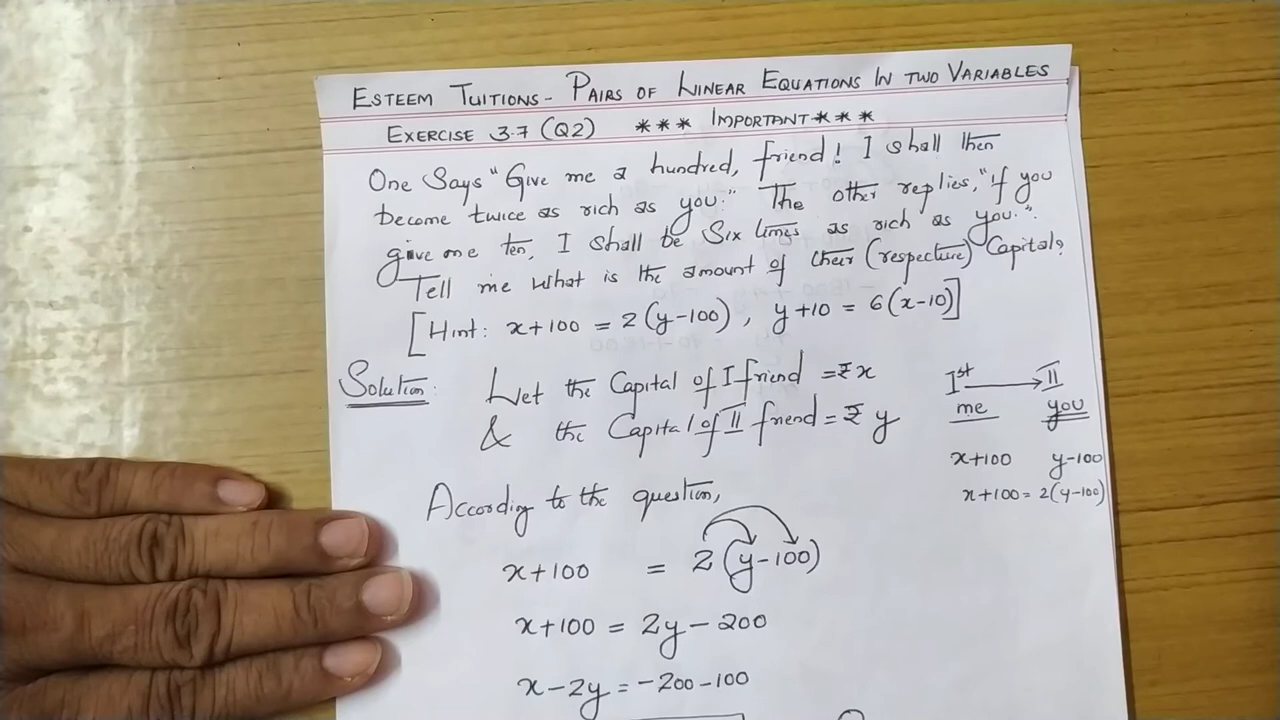 ESTEEM TUITIONS - PAIRS OF LINEAR EQUATIONS IN TWO VARIABLES
EXERCISE 3.7 (Q2) *** IMPORTANT ***
One Says "Give me a hundred, friend! I shall then
become twice as rich as you." The other replies, "if you
give me ten, I shall be Six times as rich as you.".
Tell me what is the amount of their (respective) Capital?
[Hint: x+100 = 2(y-100), y+10 = 6(x-10)]
Solution: Let the Capital of I friend = ₹ x
& the Capital of II friend = ₹ y
Ist → II
me you
x+100 y-100
x+100 = 2(y-100)
According to the question,
x+100 = 2(y-100)
x+100 = 2y-200
x-2y = -200-100